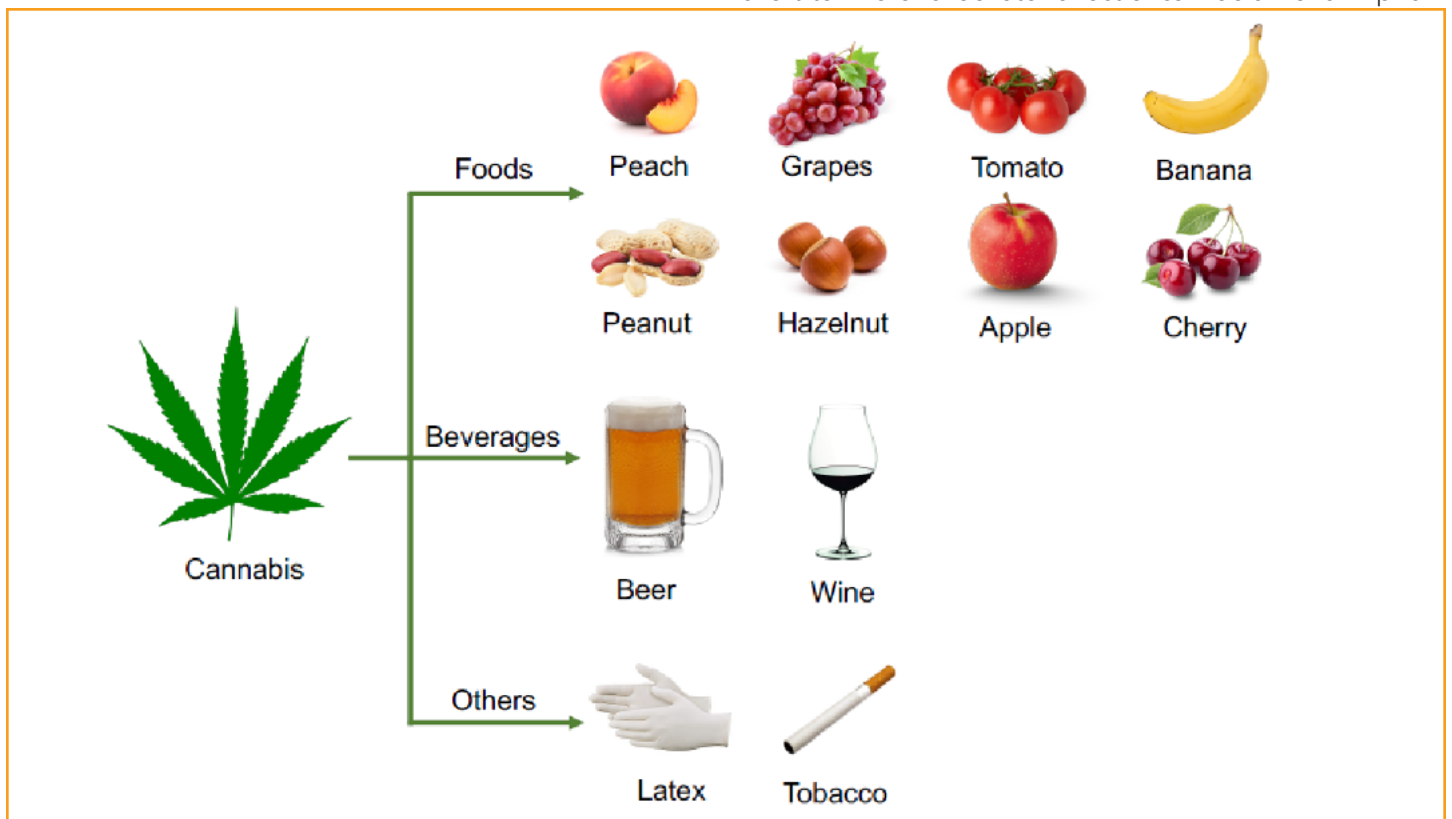 Foods
Peach Grapes Tomato Banana
Peanut Hazelnut Apple Cherry
Cannabis
Beverages
Beer Wine
Others
Latex Tobacco